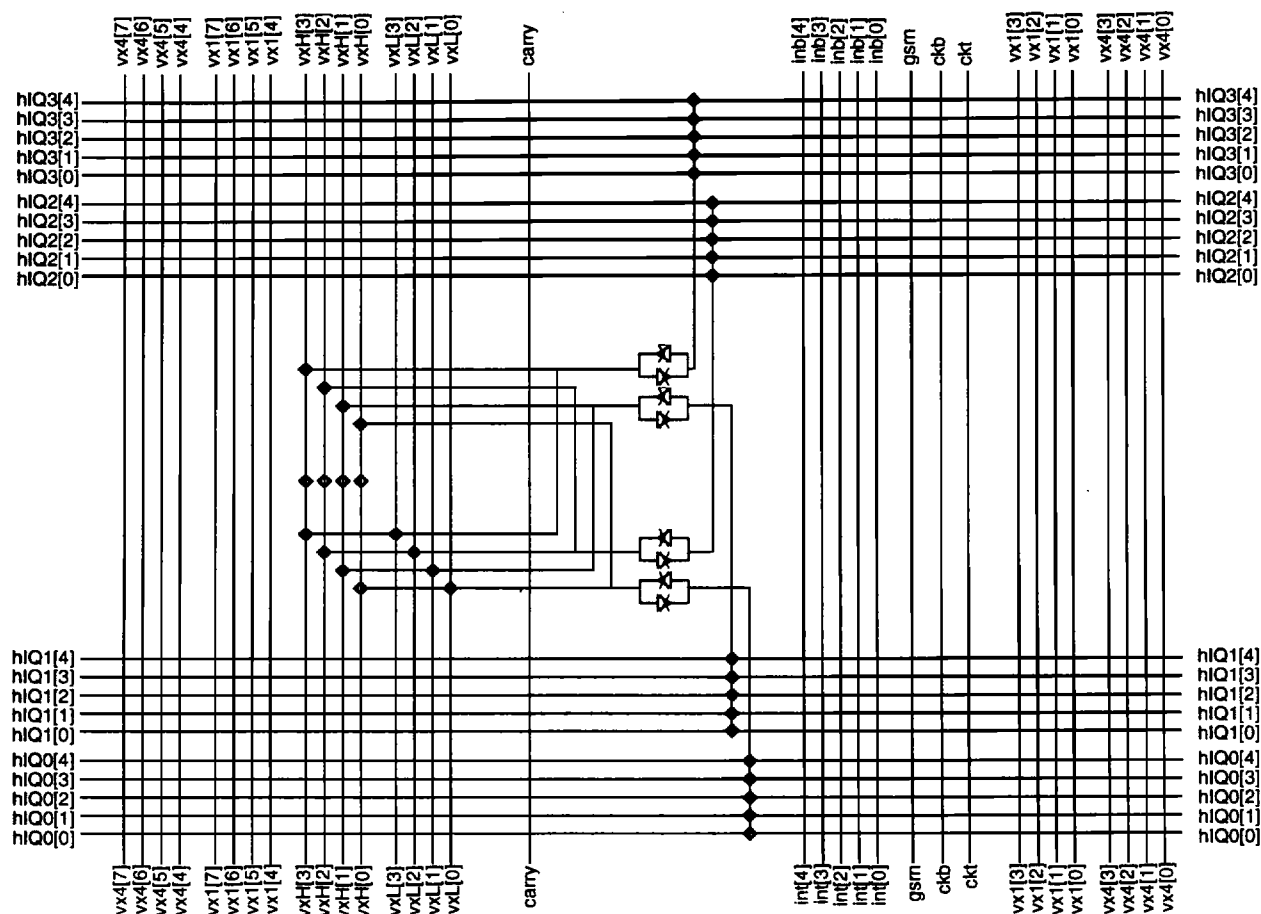 vx4[7] vx4[6] vx4[5] vx4[4] vx1[7] vx1[6] vx1[5] vx1[4] vxH[3] vxH[2] vxH[1] vxH[0] vxL[3] vxL[2] vxL[1] vxL[0] carry inb[4] inb[3] inb[2] inb[1] inb[0] gsrn ckb ckt vx1[3] vx1[2] vx1[1] vx1[0] vx4[3] vx4[2] vx4[1] vx4[0]
hIQ3[4] hIQ3[4]
hIQ3[3] hIQ3[3]
hIQ3[2] hIQ3[2]
hIQ3[1] hIQ3[1]
hIQ3[0] hIQ3[0]
hIQ2[4] hIQ2[4]
hIQ2[3] hIQ2[3]
hIQ2[2] hIQ2[2]
hIQ2[1] hIQ2[1]
hIQ2[0] hIQ2[0]
hIQ1[4] hIQ1[4]
hIQ1[3] hIQ1[3]
hIQ1[2] hIQ1[2]
hIQ1[1] hIQ1[1]
hIQ1[0] hIQ1[0]
hIQ0[4] hIQ0[4]
hIQ0[3] hIQ0[3]
hIQ0[2] hIQ0[2]
hIQ0[1] hIQ0[1]
hIQ0[0] hIQ0[0]
vx4[7] vx4[6] vx4[5] vx4[4] vx1[7] vx1[6] vx1[5] vx1[4] vxH[3] vxH[2] vxH[1] vxH[0] vxL[3] vxL[2] vxL[1] vxL[0] carry int[4] int[3] int[2] int[1] int[0] gsrn ckb ckt vx1[3] vx1[2] vx1[1] vx1[0] vx4[3] vx4[2] vx4[1] vx4[0]